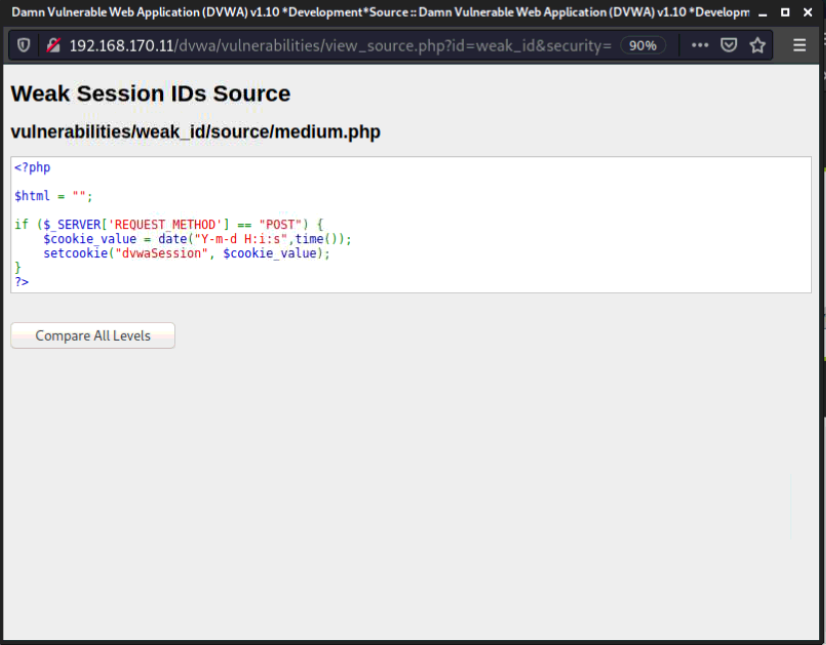 Damn Vulnerable Web Application (DVWA) v1.10 *Development*Source :: Damn Vulnerable Web Application (DVWA) v1.10 *Developm
192.168.170.11/dvwa/vulnerabilities/view_source.php?id=weak_id&security= 90%
Weak Session IDs Source
vulnerabilities/weak_id/source/medium.php
<?php
$html = "";
if ($_SERVER['REQUEST_METHOD'] == "POST") {
    $cookie_value = date("Y-m-d H:i:s",time());
    setcookie("dvwaSession", $cookie_value);
}
?>
Compare All Levels